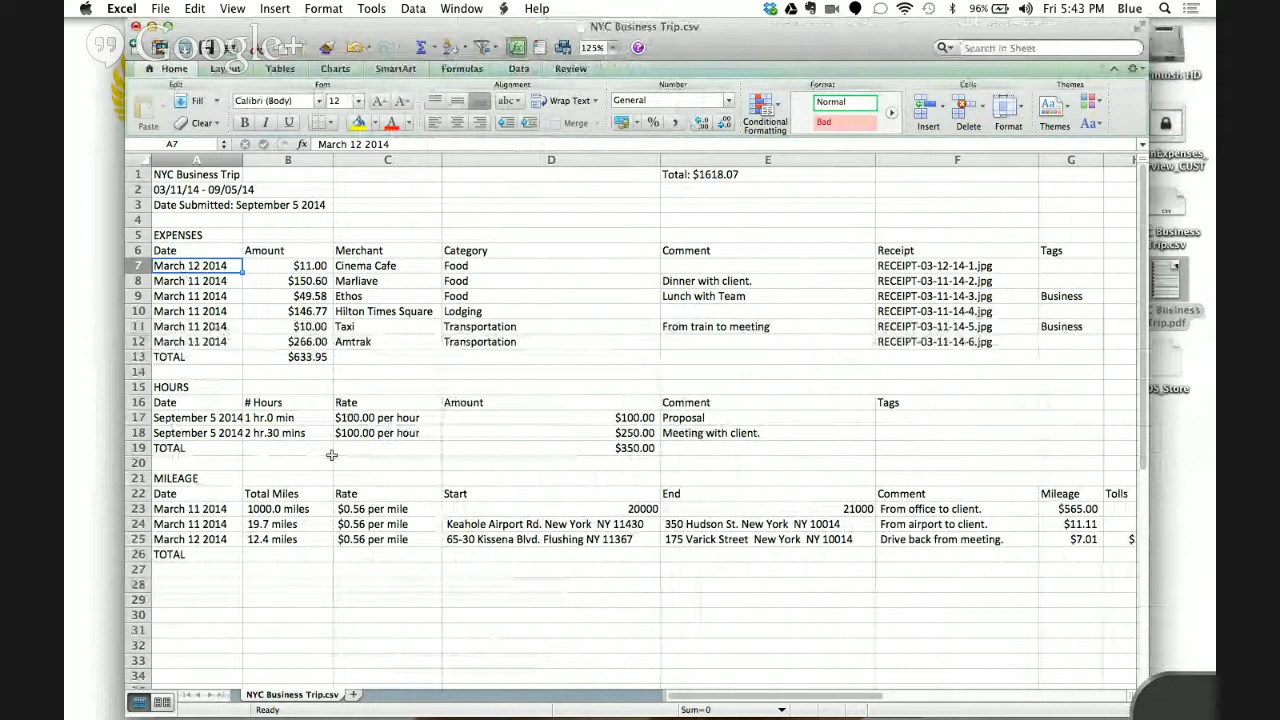 Excel File Edit View Insert Format Tools Data Window Help 96% Fri 5:43 PM Blue
Google+
NYC Business Trip.csv
125% Search in Sheet
Home Layout Tables Charts SmartArt Formulas Data Review
Edit Font Alignment Number Format Cells Themes
Fill Calibri (Body) 12 A A abc Wrap Text General Normal
Paste Clear B I U A Merge % Conditional Formatting Bad Insert Delete Format Themes Aa
A7 fx March 12 2014
A B C D E F G H
1 NYC Business Trip Total: $1618.07
2 03/11/14 - 09/05/14
3 Date Submitted: September 5 2014
4
5 EXPENSES
6 Date Amount Merchant Category Comment Receipt Tags
7 March 12 2014 $11.00 Cinema Cafe Food RECEIPT-03-12-14-1.jpg
8 March 11 2014 $150.60 Marliave Food Dinner with client. RECEIPT-03-11-14-2.jpg
9 March 11 2014 $49.58 Ethos Food Lunch with Team RECEIPT-03-11-14-3.jpg Business
10 March 11 2014 $146.77 Hilton Times Square Lodging RECEIPT-03-11-14-4.jpg
11 March 11 2014 $10.00 Taxi Transportation From train to meeting RECEIPT-03-11-14-5.jpg Business
12 March 11 2014 $266.00 Amtrak Transportation RECEIPT-03-11-14-6.jpg
13 TOTAL $633.95
14
15 HOURS
16 Date # Hours Rate Amount Comment Tags
17 September 5 2014 1 hr.0 min $100.00 per hour $100.00 Proposal
18 September 5 2014 2 hr.30 mins $100.00 per hour $250.00 Meeting with client.
19 TOTAL $350.00
20
21 MILEAGE
22 Date Total Miles Rate Start End Comment Mileage Tolls
23 March 11 2014 1000.0 miles $0.56 per mile 20000 21000 From office to client. $565.00
24 March 11 2014 19.7 miles $0.56 per mile Keahole Airport Rd. New York NY 11430 350 Hudson St. New York NY 10014 From airport to client. $11.11
25 March 12 2014 12.4 miles $0.56 per mile 65-30 Kissena Blvd. Flushing NY 11367 175 Varick Street New York NY 10014 Drive back from meeting. $7.01 $
26 TOTAL
27
28
29
30
31
32
33
34
NYC Business Trip.csv
Ready Sum=0
ntosh HD
nExpenses_
rview_CUST
CSV
C Business
Trip.csv
C Business
Trip.pdf
DS_Store